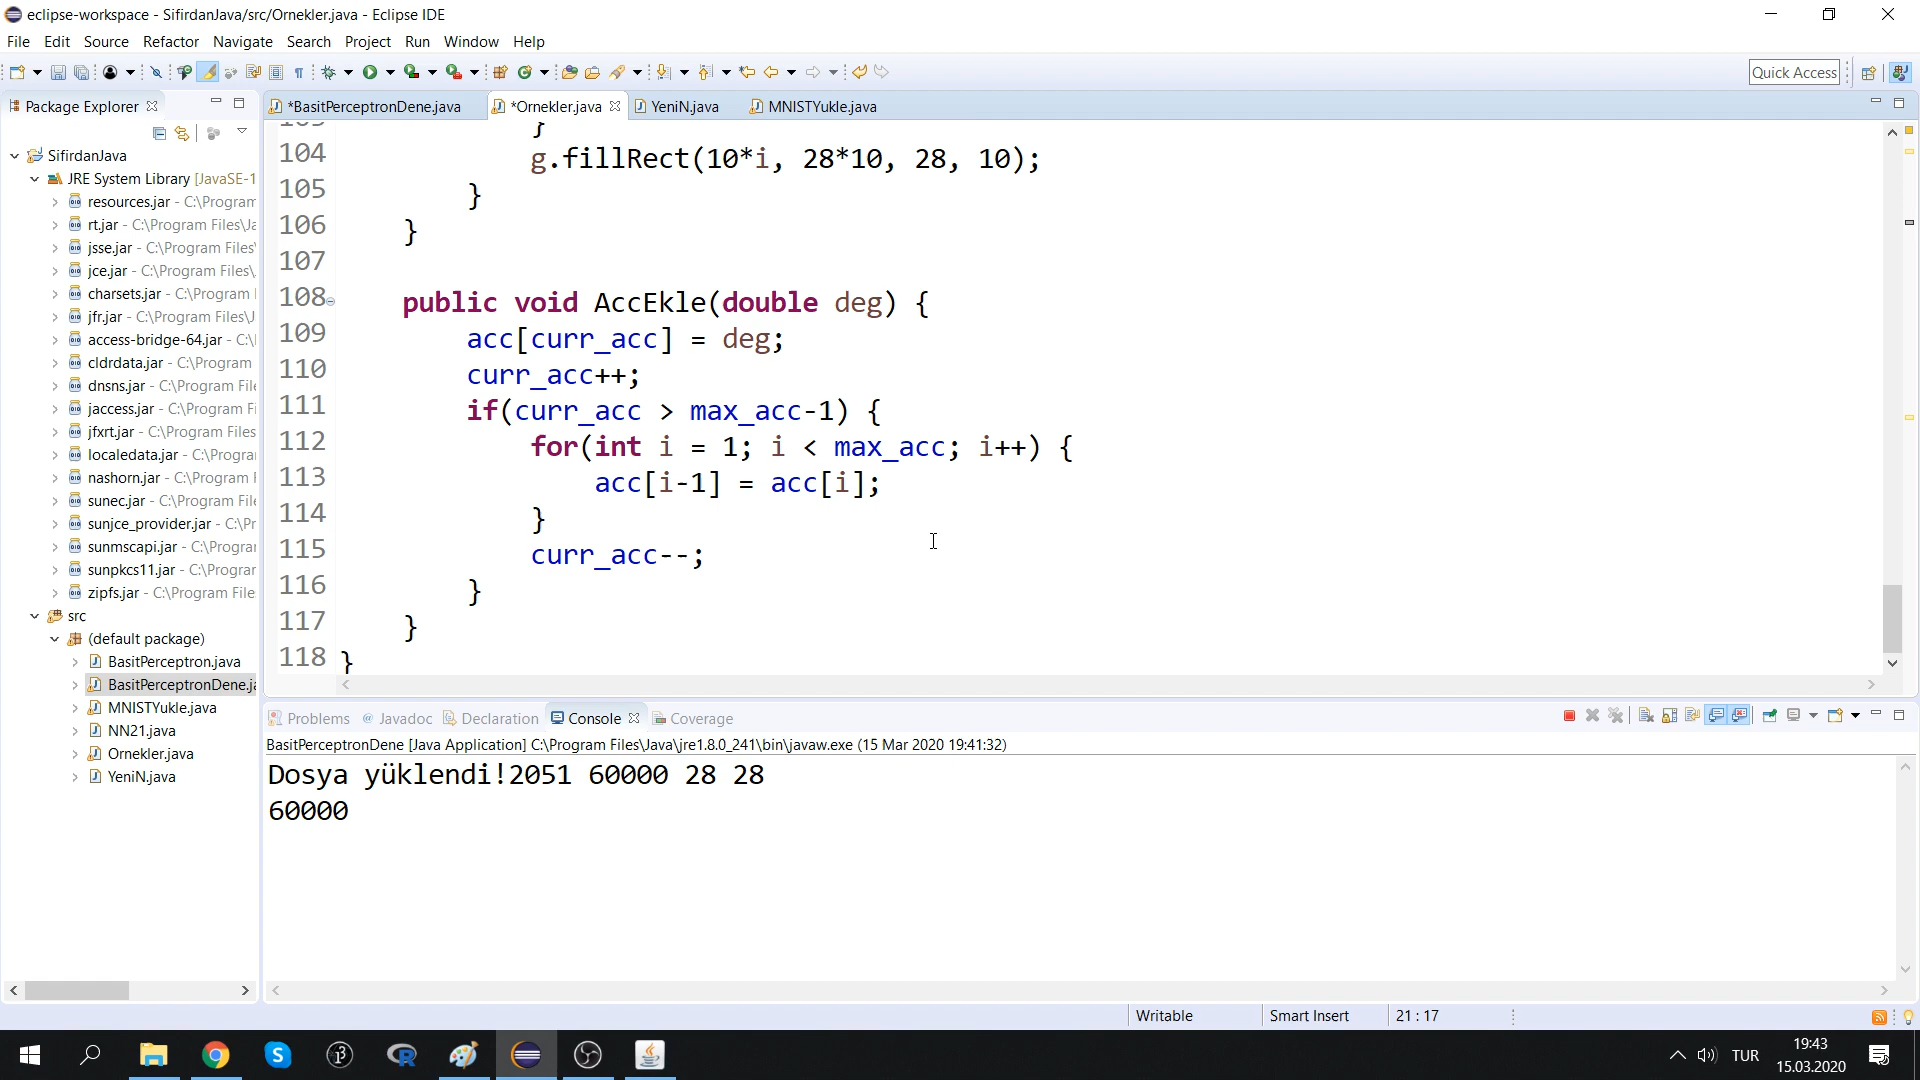 eclipse-workspace - SifirdanJava/src/Ornekler.java - Eclipse IDE
File Edit Source Refactor Navigate Search Project Run Window Help
Quick Access
Package Explorer
*BasitPerceptronDene.java *Ornekler.java YeniN.java MNISTYukle.java
SifirdanJava
JRE System Library [JavaSE-1
resources.jar - C:\Program
rt.jar - C:\Program Files\Ja
jsse.jar - C:\Program Files\
jce.jar - C:\Program Files\
charsets.jar - C:\Program
jfr.jar - C:\Program Files\J
access-bridge-64.jar - C:\
cldrdata.jar - C:\Program
dnsns.jar - C:\Program File
jaccess.jar - C:\Program F
jfxrt.jar - C:\Program Files
localedata.jar - C:\Progra
nashorn.jar - C:\Program
sunec.jar - C:\Program File
sunjce_provider.jar - C:\Pr
sunmscapi.jar - C:\Progra
sunpkcs11.jar - C:\Prograr
zipfs.jar - C:\Program File
src
(default package)
BasitPerceptron.java
BasitPerceptronDene.ja
MNISTYukle.java
NN21.java
Ornekler.java
YeniN.java
103 }
104 g.fillRect(10*i, 28*10, 28, 10);
105 }
106 }
107
108 public void AccEkle(double deg) {
109 acc[curr_acc] = deg;
110 curr_acc++;
111 if(curr_acc > max_acc-1) {
112 for(int i = 1; i < max_acc; i++) {
113 acc[i-1] = acc[i];
114 }
115 curr_acc--;
116 }
117 }
118 }
Problems Javadoc Declaration Console Coverage
BasitPerceptronDene [Java Application] C:\Program Files\Java\jre1.8.0_241\bin\javaw.exe (15 Mar 2020 19:41:32)
Dosya yüklendi!2051 60000 28 28
60000
Writable Smart Insert 21 : 17
TUR
19:43
15.03.2020